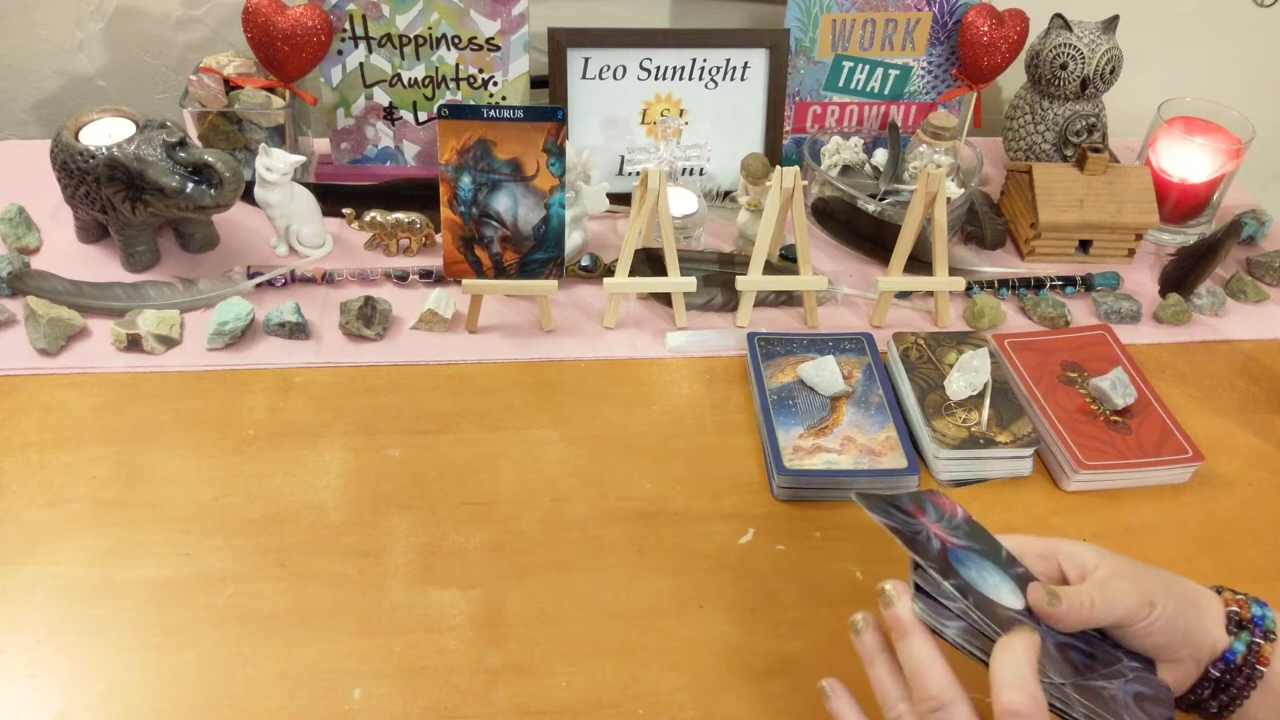 Happiness
Laughter
& L
TAURUS
2
Leo Sunlight
L.S.I.
WORK
THAT
CROWN!